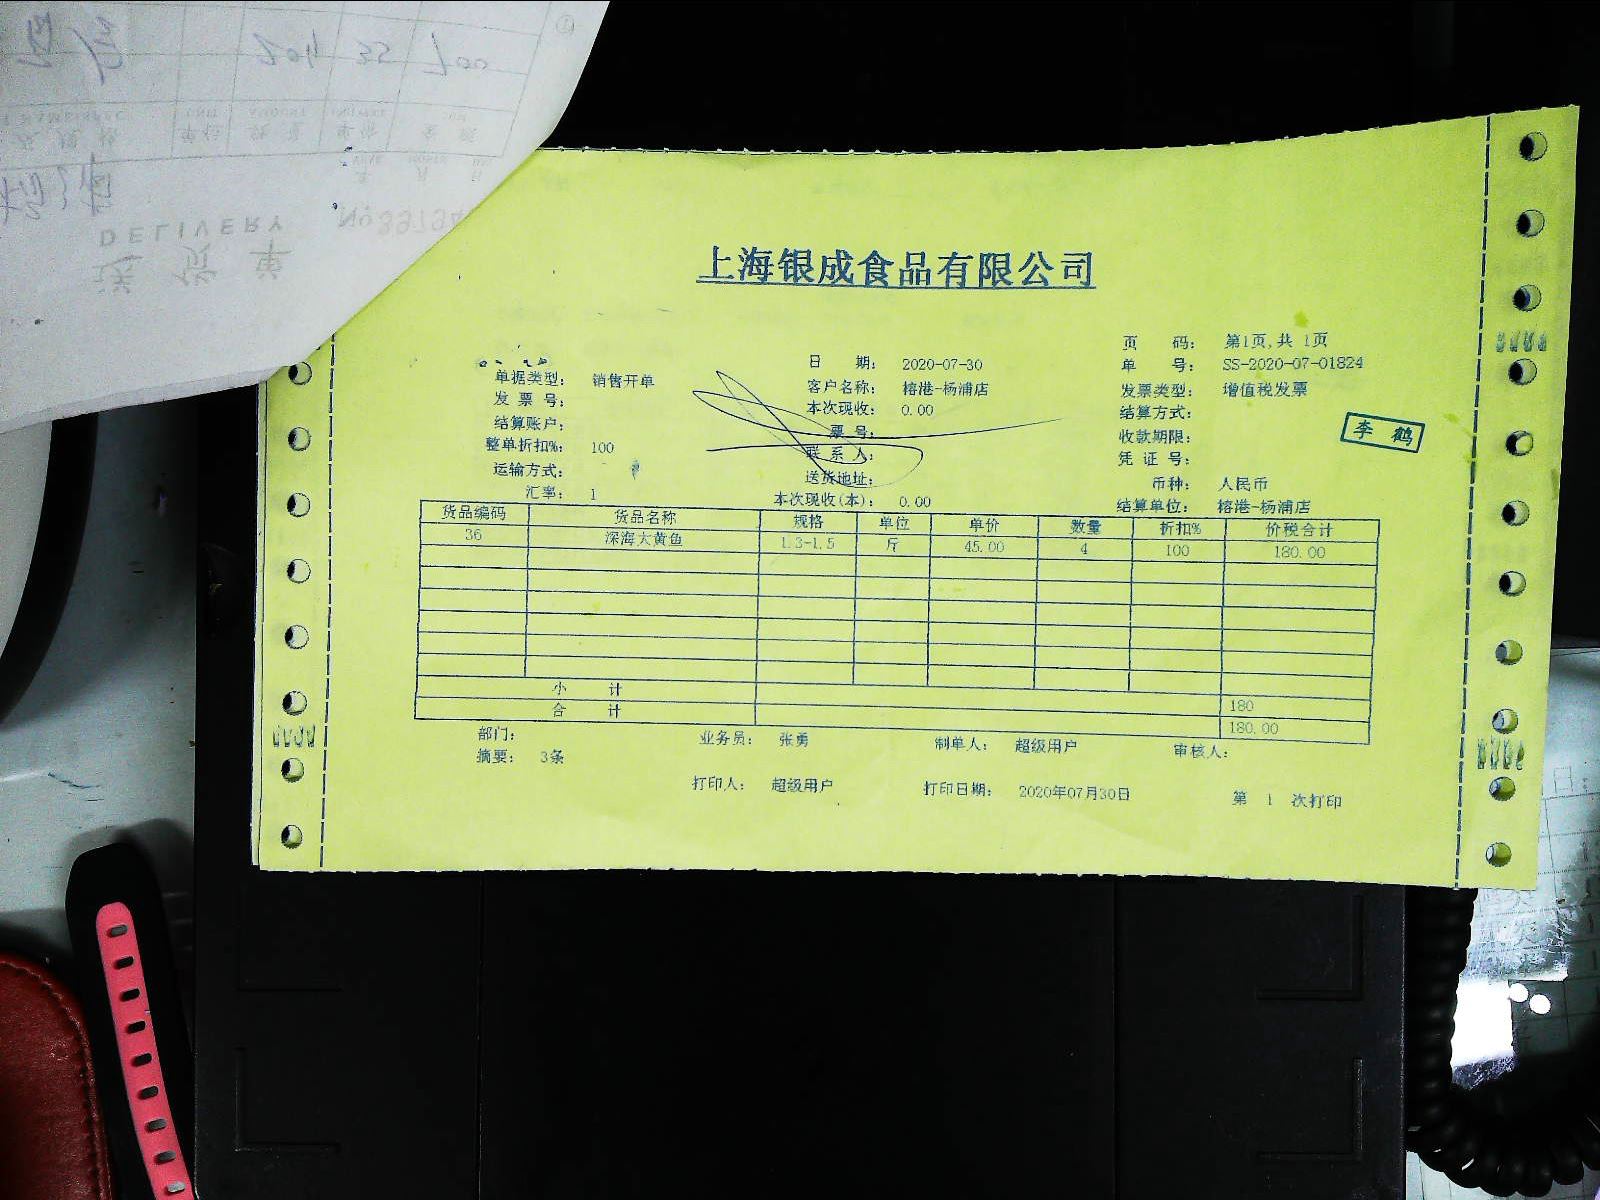 上海银成食品有限公司
页 码： 第1页,共 1页
日 期： 2020-07-30 单 号： SS-2020-07-01824
单据类型： 销售开单 客户名称： 榕港-杨浦店 发票类型： 增值税发票
发 票 号： 本次现收： 0.00 结算方式：
结算账户： 票号： 收款期限：
李 鹤
整单折扣%： 100 联 系 人： 凭 证 号：
运输方式： 送货地址： 币种： 人民币
汇率： 1 本次现收(本)： 0.00 结算单位： 榕港-杨浦店
货品编码 货品名称 规格 单位 单价 数量 折扣% 价税合计
36 深海大黄鱼 1.3-1.5 斤 45.00 4 100 180.00
小 计 180
合 计 180.00
部门： 业务员： 张勇 制单人： 超级用户 审核人：
摘要： 3条
打印人： 超级用户 打印日期： 2020年07月30日 第 1 次打印
送 货 单
DELIVERY